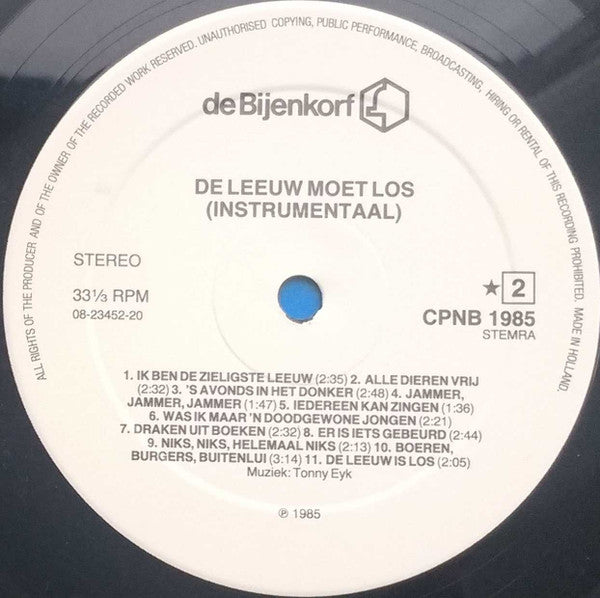 ALL RIGHTS OF THE PRODUCER AND OF THE OWNER OF THE RECORDED WORK RESERVED. UNAUTHORISED COPYING, PUBLIC PERFORMANCE, BROADCASTING, HIRING OR RENTAL OF THIS RECORDING PROHIBITED. MADE IN HOLLAND.
de Bijenkorf
DE LEEUW MOET LOS
(INSTRUMENTAAL)
STEREO
33 1/3 RPM
08-23452-20
★ 2
CPNB 1985
STEMRA
1. IK BEN DE ZIELIGSTE LEEUW (2:35) 2. ALLE DIEREN VRIJ
(2:32) 3. 'S AVONDS IN HET DONKER (2:48) 4. JAMMER,
JAMMER, JAMMER (1:47) 5. IEDEREEN KAN ZINGEN (1:36)
6. WAS IK MAAR 'N DOODGEWONE JONGEN (2:21)
7. DRAKEN UIT BOEKEN (2:32) 8. ER IS IETS GEBEURD (2:44)
9. NIKS, NIKS, HELEMAAL NIKS (2:13) 10. BOEREN,
BURGERS, BUITENLUI (3:14) 11. DE LEEUW IS LOS (2:05)
Muziek: Tonny Eyk
℗ 1985